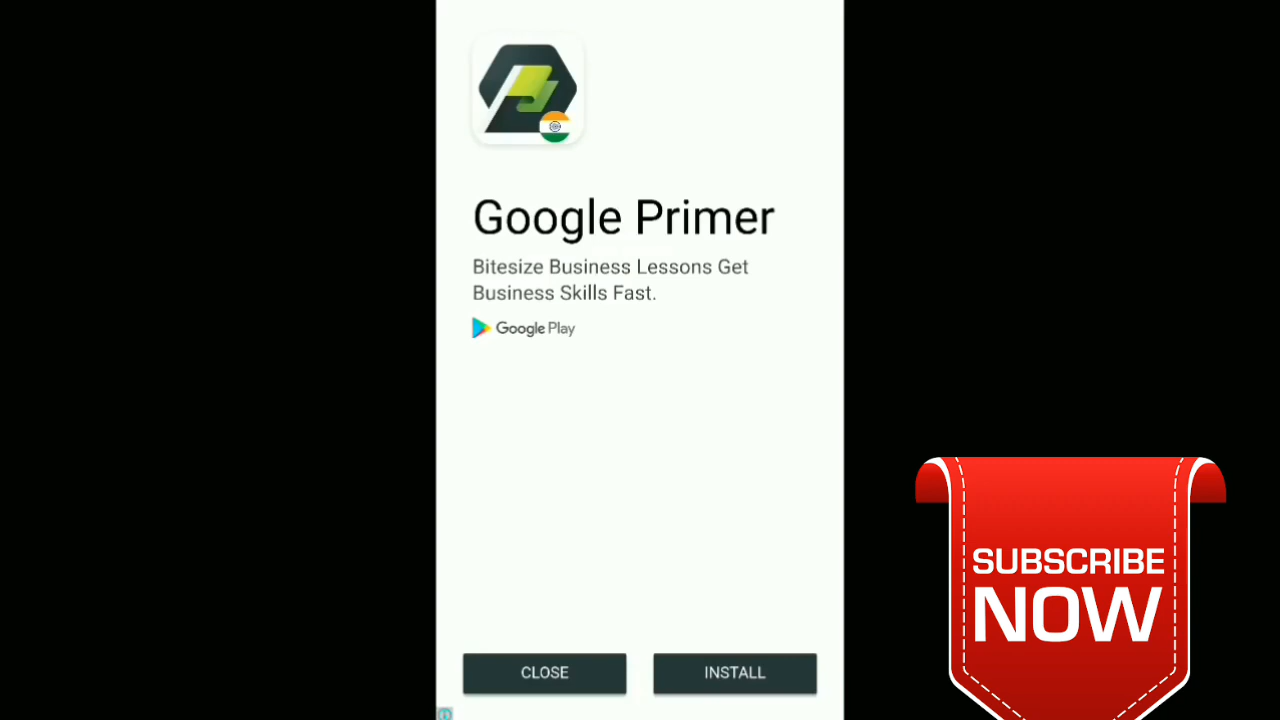 Google Primer
Bitesize Business Lessons Get
Business Skills Fast.
Google Play
SUBSCRIBE
NOW
CLOSE
INSTALL